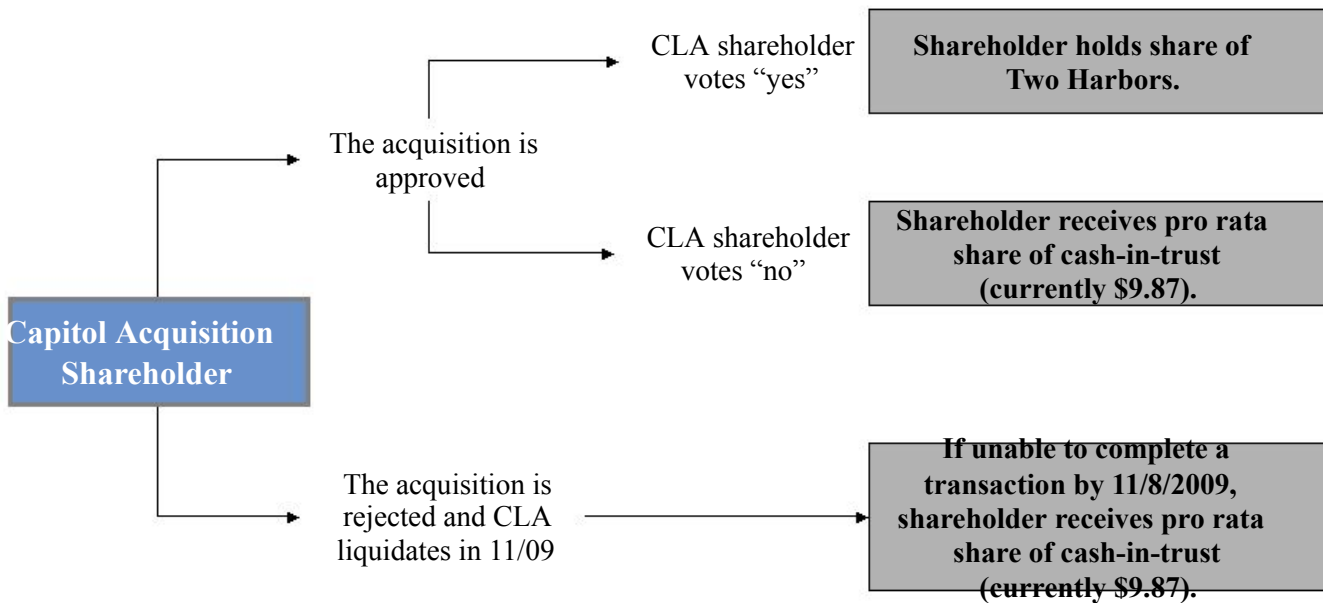 CLA shareholder
votes “yes”
Shareholder holds share of
Two Harbors.
The acquisition is
approved
CLA shareholder
votes “no”
Shareholder receives pro rata
share of cash-in-trust
(currently $9.87).
Capitol Acquisition
Shareholder
The acquisition is
rejected and CLA
liquidates in 11/09
If unable to complete a
transaction by 11/8/2009,
shareholder receives pro rata
share of cash-in-trust
(currently $9.87).